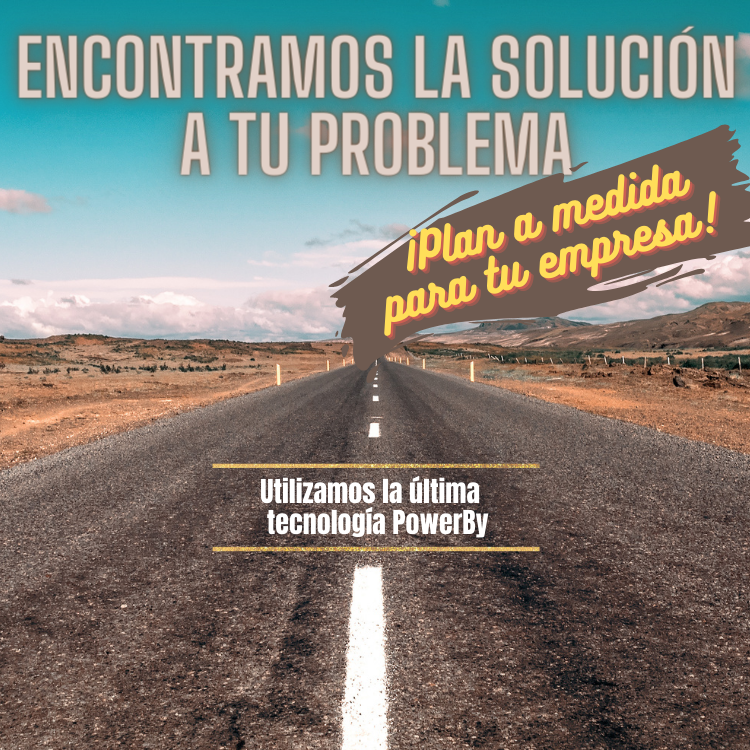 ENCONTRAMOS LA SOLUCIÓN
A TU PROBLEMA
¡Plan a medida
para tu empresa!
Utilizamos la última
tecnología PowerBy